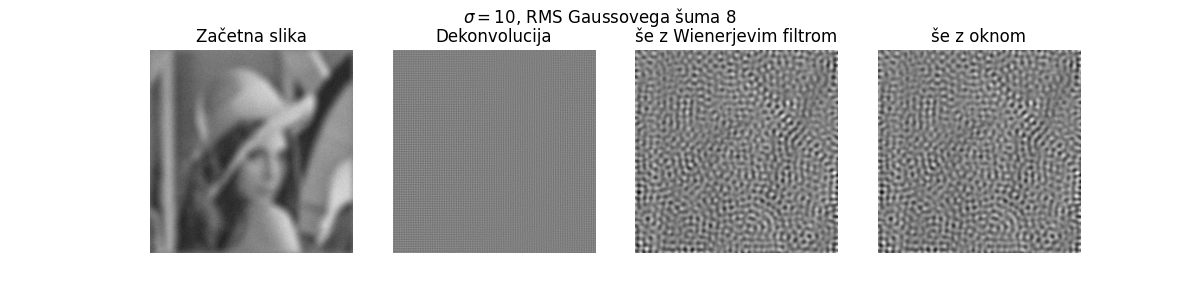 σ = 10, RMS Gaussovega šuma 8
Začetna slika
Dekonvolucija
še z Wienerjevim filtrom
še z oknom